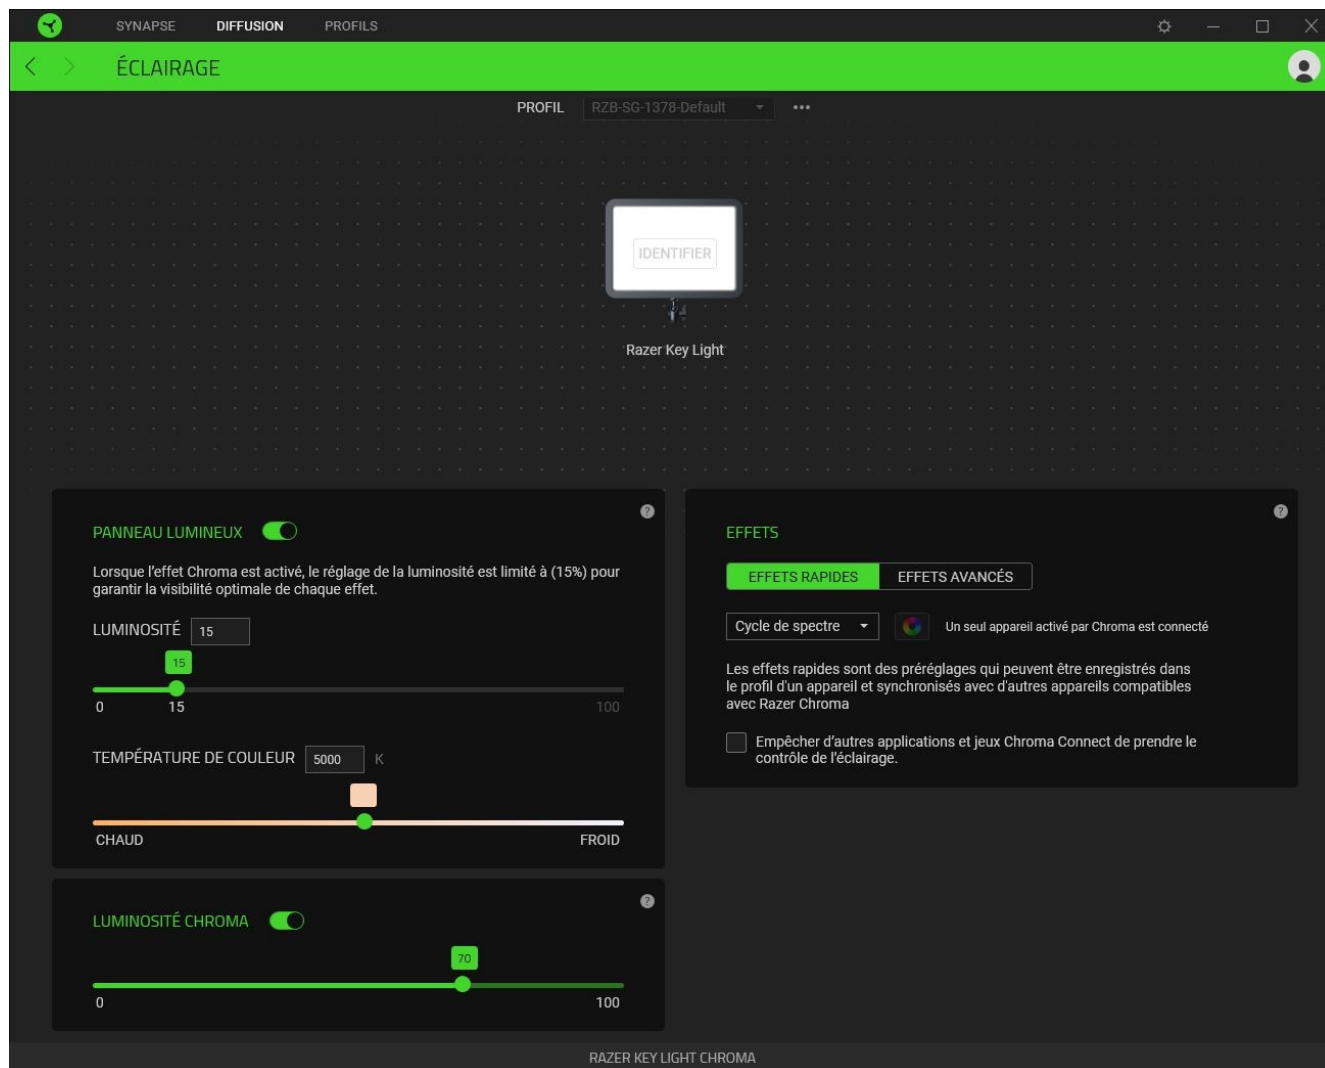 SYNAPSE DIFFUSION PROFILS
ÉCLAIRAGE
PROFIL RZB-SG-1378-Default
IDENTIFIER
Razer Key Light
PANNEAU LUMINEUX
Lorsque l'effet Chroma est activé, le réglage de la luminosité est limité à (15%) pour
garantir la visibilité optimale de chaque effet.
LUMINOSITÉ 15
15
0 15 100
TEMPÉRATURE DE COULEUR 5000 K
CHAUD FROID
LUMINOSITÉ CHROMA
70
0 100
EFFETS
EFFETS RAPIDES EFFETS AVANCÉS
Cycle de spectre Un seul appareil activé par Chroma est connecté
Les effets rapides sont des préréglages qui peuvent être enregistrés dans
le profil d'un appareil et synchronisés avec d'autres appareils compatibles
avec Razer Chroma
Empêcher d'autres applications et jeux Chroma Connect de prendre le
contrôle de l'éclairage.
RAZER KEY LIGHT CHROMA